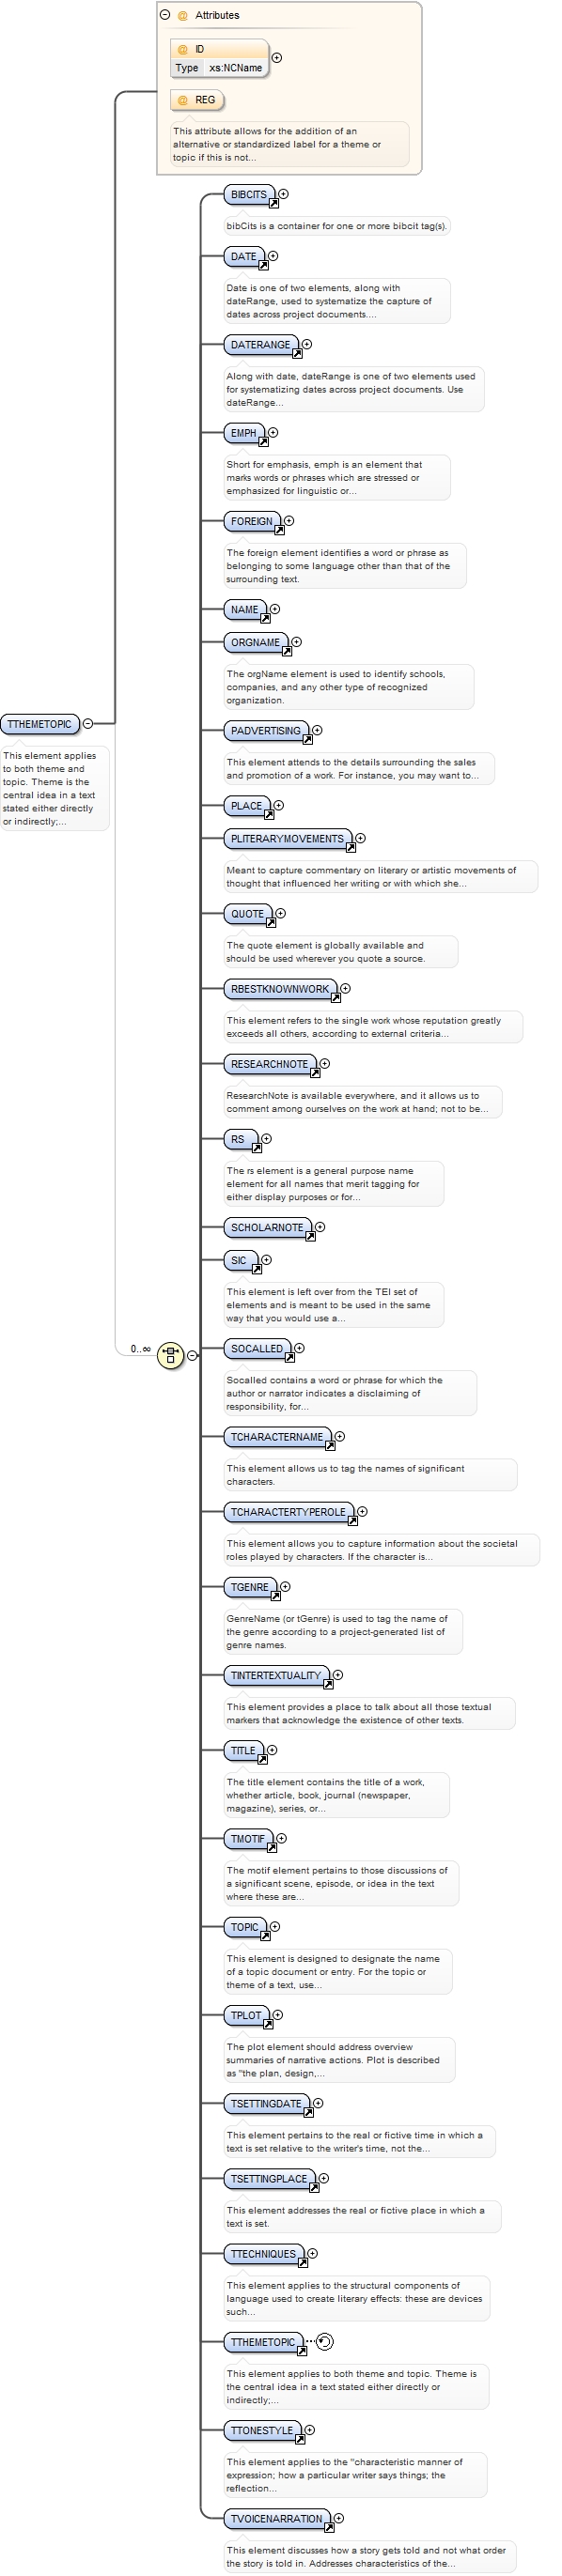 Attributes
@ ID
Type xs:NCName
@ REG
This attribute allows for the addition of an
alternative or standardized label for a theme or
topic if this is not...
BIBCITS
bibCits is a container for one or more bibcit tag(s).
DATE
Date is one of two elements, along with
dateRange, used to systematize the capture of
dates across project documents....
DATERANGE
Along with date, dateRange is one of two elements used
for systematizing dates across project documents. Use
dateRange...
EMPH
Short for emphasis, emph is an element that
marks words or phrases which are stressed or
emphasized for linguistic or...
FOREIGN
The foreign element identifies a word or phrase as
belonging to some language other than that of the
surrounding text.
NAME
ORGNAME
The orgName element is used to identify schools,
companies, and any other type of recognized
organization.
TTHEMETOPIC
This element applies
to both theme and
topic. Theme is the
central idea in a text
stated either directly
or indirectly;...
PADVERTISING
This element attends to the details surrounding the sales
and promotion of a work. For instance, you may want to...
PLACE
PLITERARYMOVEMENTS
Meant to capture commentary on literary or artistic movements of
thought that influenced her writing or with which she...
QUOTE
The quote element is globally available and
should be used wherever you quote a source.
RBESTKNOWNWORK
This element refers to the single work whose reputation greatly
exceeds all others, according to external criteria...
RESEARCHNOTE
ResearchNote is available everywhere, and it allows us to
comment among ourselves on the work at hand; not to be...
RS
The rs element is a general purpose name
element for all names that merit tagging for
either display purposes or for...
SCHOLARNOTE
SIC
This element is left over from the TEI set of
elements and is meant to be used in the same
way that you would use a...
0..∞
SOCALLED
Socalled contains a word or phrase for which the
author or narrator indicates a disclaiming of
responsibility, for...
TCHARACTERNAME
This element allows us to tag the names of significant
characters.
TCHARACTERTYPEROLE
This element allows you to capture information about the societal
roles played by characters. If the character is...
TGENRE
GenreName (or tGenre) is used to tag the name of
the genre according to a project-generated list of
genre names.
TINTERTEXTUALITY
This element provides a place to talk about all those textual
markers that acknowledge the existence of other texts.
TITLE
The title element contains the title of a work,
whether article, book, journal (newspaper,
magazine), series, or...
TMOTIF
The motif element pertains to those discussions of
a significant scene, episode, or idea in the text
where these are...
TOPIC
This element is designed to designate the name
of a topic document or entry. For the topic or
theme of a text, use...
TPLOT
The plot element should address overview
summaries of narrative actions. Plot is described
as "the plan, design,...
TSETTINGDATE
This element pertains to the real or fictive time in which a
text is set relative to the writer's time, not the...
TSETTINGPLACE
This element addresses the real or fictive place in which a
text is set.
TTECHNIQUES
This element applies to the structural components of
language used to create literary effects: these are devices
such...
TTHEMETOPIC
This element applies to both theme and topic. Theme is
the central idea in a text stated either directly or
indirectly;...
TTONESTYLE
This element applies to the "characteristic manner of
expression; how a particular writer says things; the
reflection...
TVOICENARRATION
This element discusses how a story gets told and not what order
the story is told in. Addresses characteristics of the...